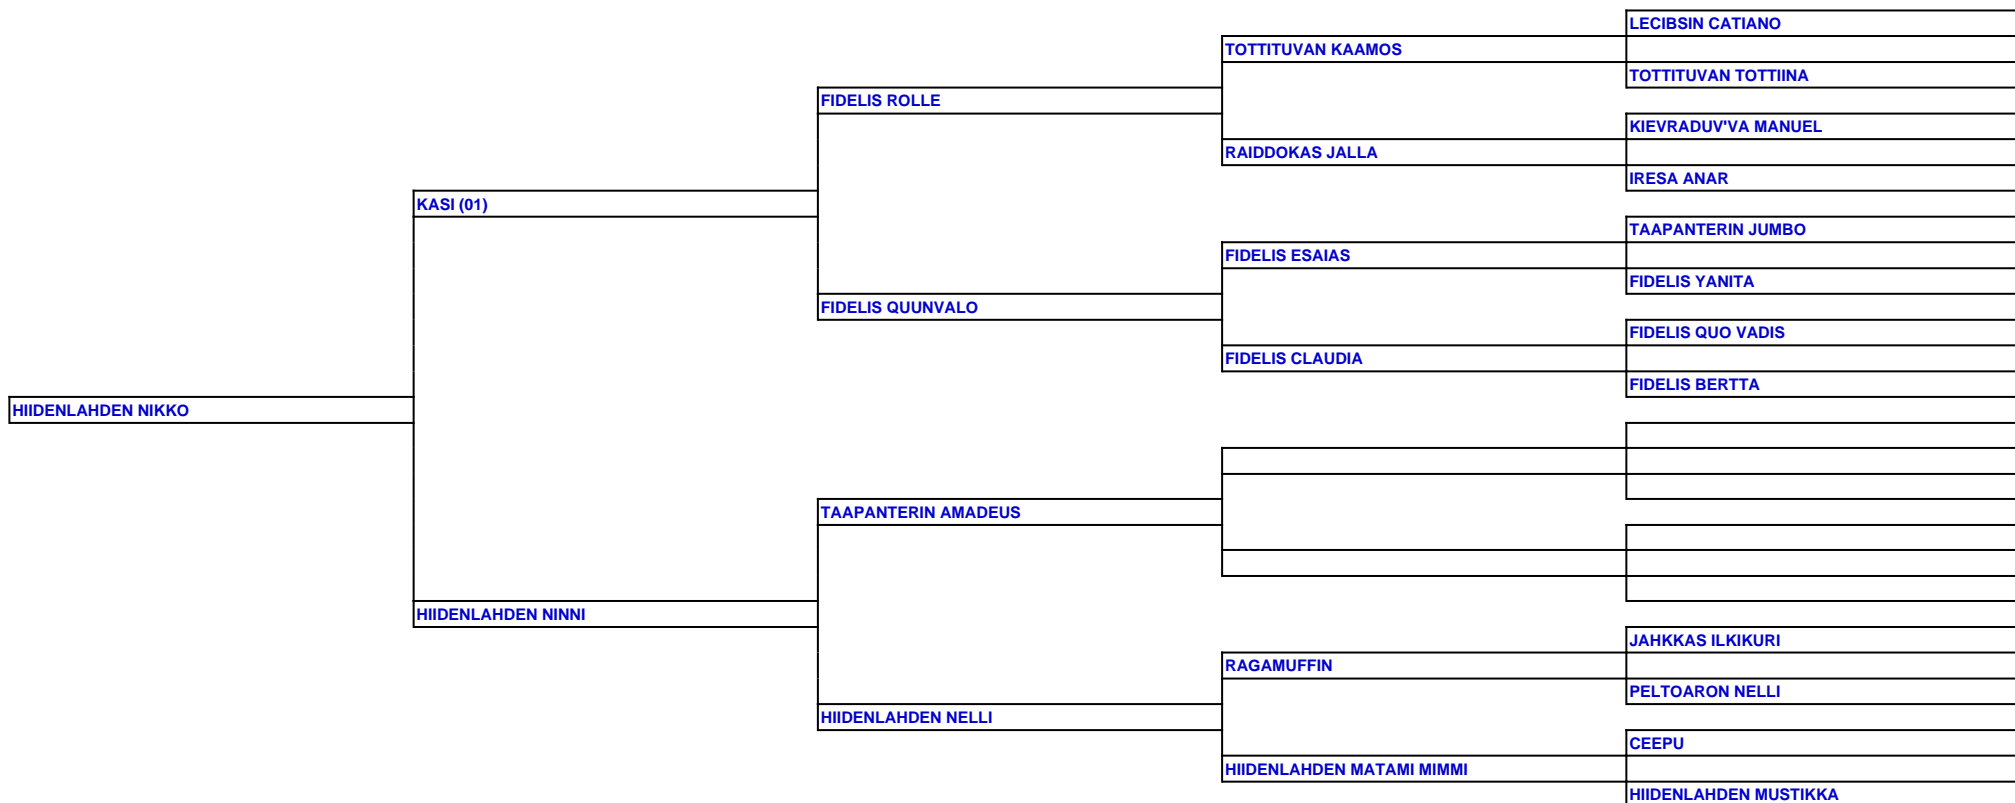 LECIBSIN CATIANO
TOTTITUVAN KAAMOS
TOTTITUVAN TOTTIINA
FIDELIS ROLLE
KIEVRADUV'VA MANUEL
RAIDDOKAS JALLA
IRESA ANAR
KASI (01)
TAAPANTERIN JUMBO
FIDELIS ESAIAS
FIDELIS YANITA
FIDELIS QUUNVALO
FIDELIS QUO VADIS
FIDELIS CLAUDIA
FIDELIS BERTTA
HIIDENLAHDEN NIKKO
TAAPANTERIN AMADEUS
HIIDENLAHDEN NINNI
JAHKKAS ILKIKURI
RAGAMUFFIN
PELTOARON NELLI
HIIDENLAHDEN NELLI
CEEPU
HIIDENLAHDEN MATAMI MIMMI
HIIDENLAHDEN MUSTIKKA